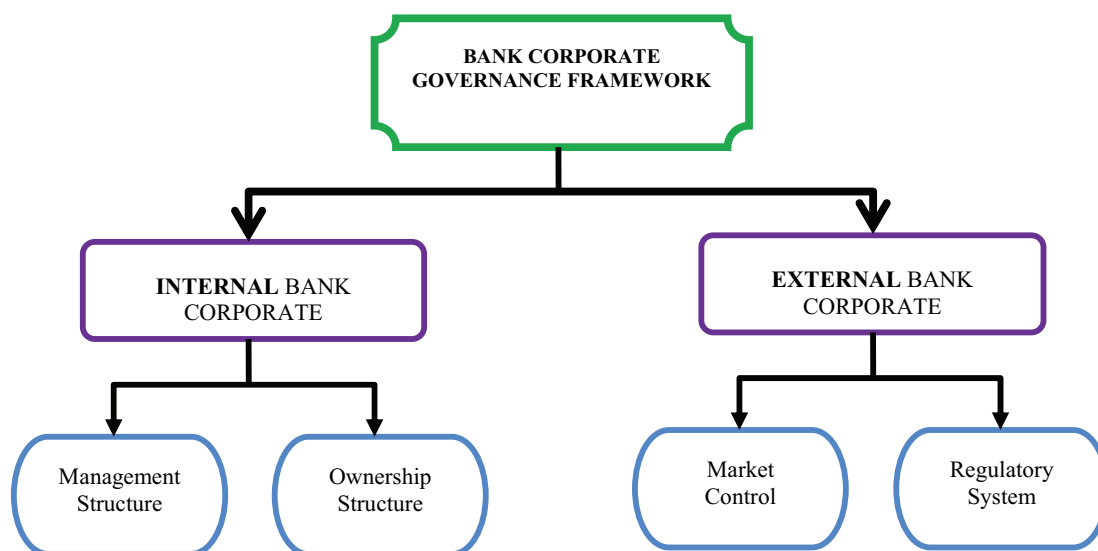 BANK CORPORATE
GOVERNANCE FRAMEWORK
INTERNAL BANK
CORPORATE
EXTERNAL BANK
CORPORATE
Management
Structure
Ownership
Structure
Market
Control
Regulatory
System